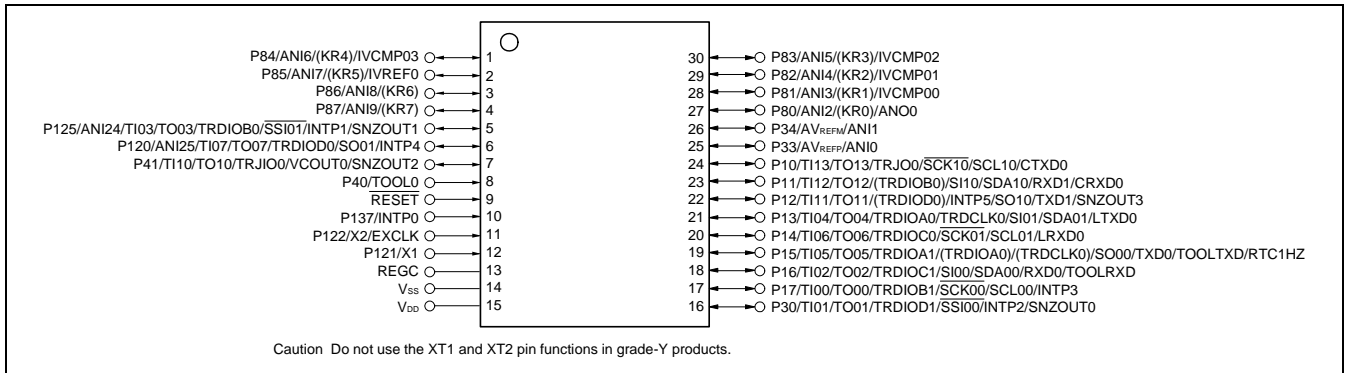 P84/ANI6/(KR4)/IVCMP03 1
P85/ANI7/(KR5)/IVREF0 2
P86/ANI8/(KR6) 3
P87/ANI9/(KR7) 4
P125/ANI24/TI03/TO03/TRDIOB0/SSI01/INTP1/SNZOUT1 5
P120/ANI25/TI07/TO07/TRDIOD0/SO01/INTP4 6
P41/TI10/TO10/TRJIO0/VCOUT0/SNZOUT2 7
P40/TOOL0 8
RESET 9
P137/INTP0 10
P122/X2/EXCLK 11
P121/X1 12
REGC 13
VSS 14
VDD 15
30 P83/ANI5/(KR3)/IVCMP02
29 P82/ANI4/(KR2)/IVCMP01
28 P81/ANI3/(KR1)/IVCMP00
27 P80/ANI2/(KR0)/ANO0
26 P34/AVREFM/ANI1
25 P33/AVREFP/ANI0
24 P10/TI13/TO13/TRJO0/SCK10/SCL10/CTXD0
23 P11/TI12/TO12/(TRDIOB0)/SI10/SDA10/RXD1/CRXD0
22 P12/TI11/TO11/(TRDIOD0)/INTP5/SO10/TXD1/SNZOUT3
21 P13/TI04/TO04/TRDIOA0/TRDCLK0/SI01/SDA01/LTXD0
20 P14/TI06/TO06/TRDIOC0/SCK01/SCL01/LRXD0
19 P15/TI05/TO05/TRDIOA1/(TRDIOA0)/(TRDCLK0)/SO00/TXD0/TOOLTXD/RTC1HZ
18 P16/TI02/TO02/TRDIOC1/SI00/SDA00/RXD0/TOOLRXD
17 P17/TI00/TO00/TRDIOB1/SCK00/SCL00/INTP3
16 P30/TI01/TO01/TRDIOD1/SSI00/INTP2/SNZOUT0
Caution Do not use the XT1 and XT2 pin functions in grade-Y products.